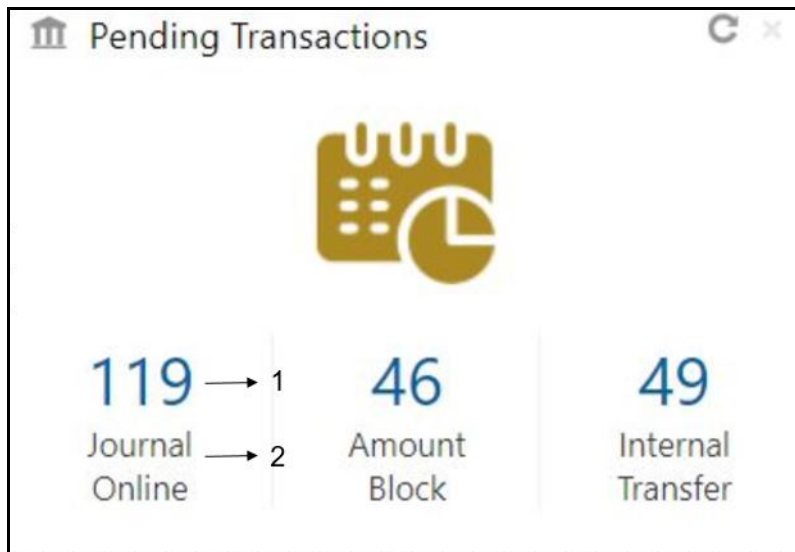 Pending Transactions
119 1 46 49
Journal 2 Amount Internal
Online Block Transfer